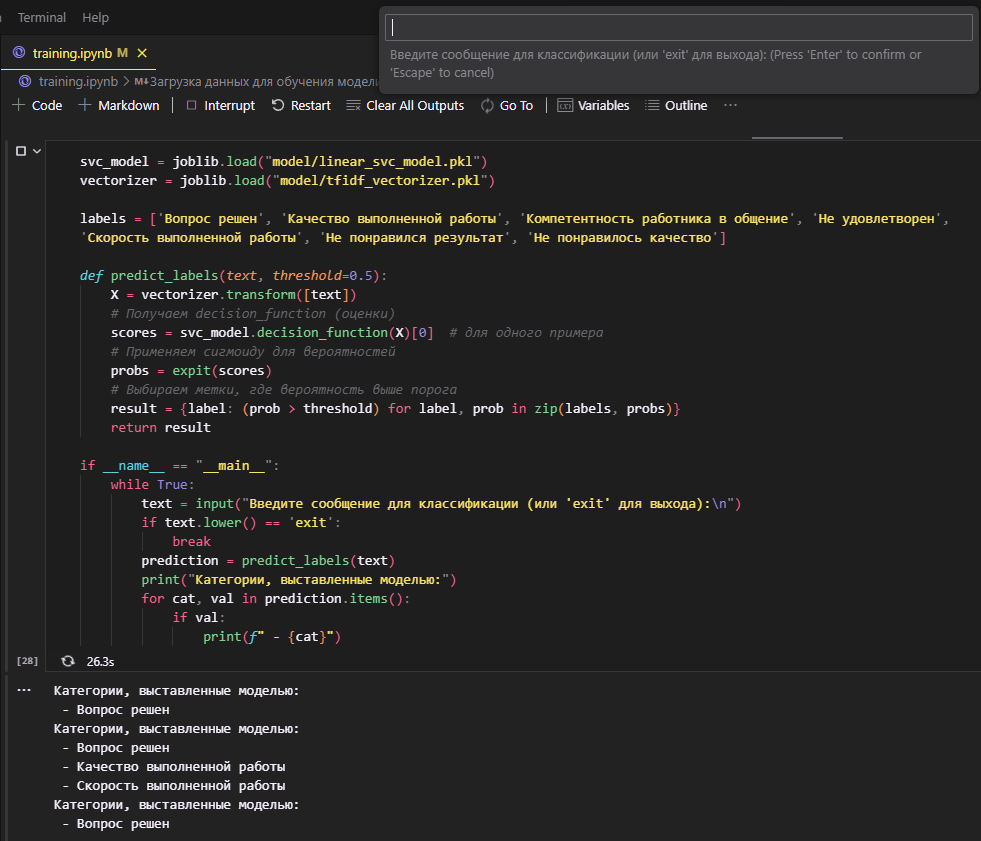 Terminal Help
training.ipynb M
Введите сообщение для классификации (или 'exit' для выхода): (Press 'Enter' to confirm or
'Escape' to cancel)
training.ipynb > M↓Загрузка данных для обучения модели
+ Code + Markdown | Interrupt Restart Clear All Outputs Go To | Variables Outline ...
svc_model = joblib.load("model/linear_svc_model.pkl")
vectorizer = joblib.load("model/tfidf_vectorizer.pkl")
labels = ['Вопрос решен', 'Качество выполненной работы', 'Компетентность работника в общение', 'Не удовлетворен',
'Скорость выполненной работы', 'Не понравился результат', 'Не понравилось качество']
def predict_labels(text, threshold=0.5):
X = vectorizer.transform([text])
# Получаем decision_function (оценки)
scores = svc_model.decision_function(X)[0] # для одного примера
# Применяем сигмоиду для вероятностей
probs = expit(scores)
# Выбираем метки, где вероятность выше порога
result = {label: (prob > threshold) for label, prob in zip(labels, probs)}
return result
if __name__ == "__main__":
while True:
text = input("Введите сообщение для классификации (или 'exit' для выхода):\n")
if text.lower() == 'exit':
break
prediction = predict_labels(text)
print("Категории, выставленные моделью:")
for cat, val in prediction.items():
if val:
print(f" - {cat}")
[28] 26.3s
... Категории, выставленные моделью:
- Вопрос решен
Категории, выставленные моделью:
- Вопрос решен
- Качество выполненной работы
- Скорость выполненной работы
Категории, выставленные моделью:
- Вопрос решен